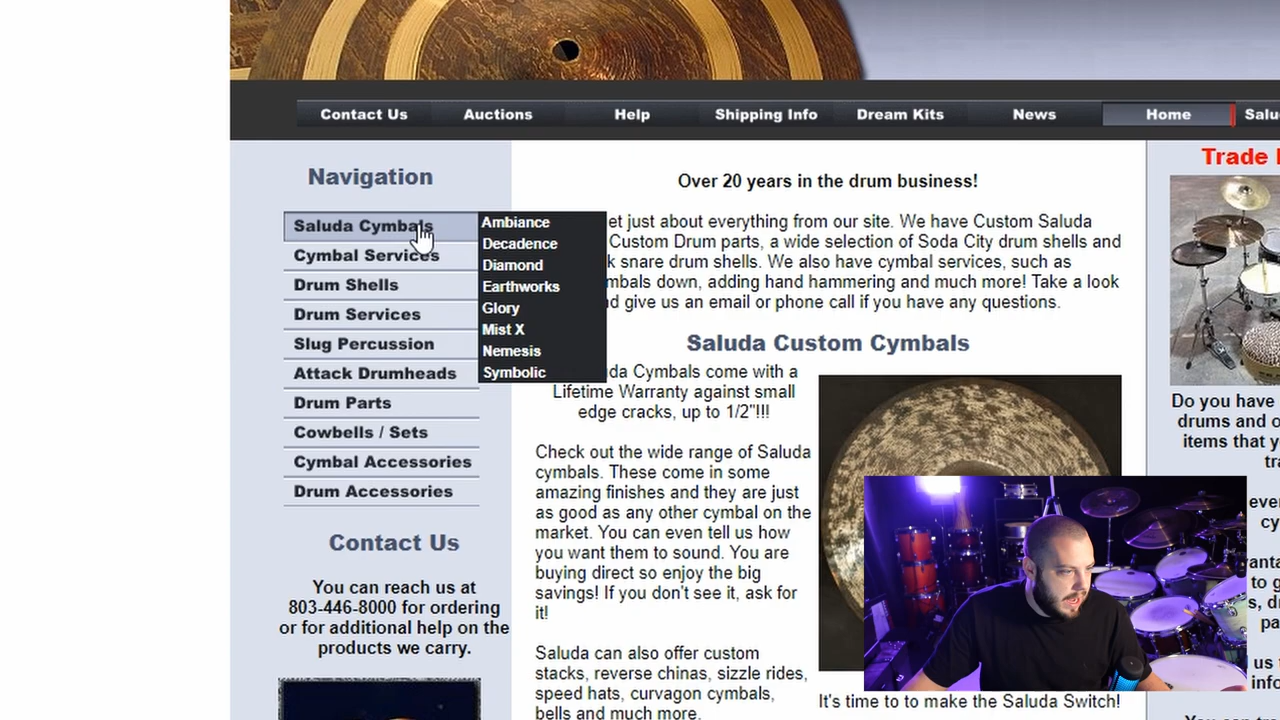 Contact Us
Auctions
Help
Shipping Info
Dream Kits
News
Home
Navigation
Saluda Cymbals
Cymbal Services
Drum Shells
Drum Services
Slug Percussion
Attack Drumheads
Drum Parts
Cowbells / Sets
Cymbal Accessories
Drum Accessories
Ambiance
Decadence
Diamond
Earthworks
Glory
Mist X
Nemesis
Symbolic
Contact Us
You can reach us at
803-446-8000 for ordering
or for additional help on the
products we carry.
Over 20 years in the drum business!
just about everything from our site. We have Custom Saluda
Custom Drum parts, a wide selection of Soda City drum shells and
snare drum shells. We also have cymbal services, such as
down, adding hand hammering and much more! Take a look
give us an email or phone call if you have any questions.
Saluda Custom Cymbals
Cymbals come with a
Lifetime Warranty against small
edge cracks, up to 1/2"!!!
Check out the wide range of Saluda
cymbals. These come in some
amazing finishes and they are just
as good as any other cymbal on the
market. You can even tell us how
you want them to sound. You are
buying direct so enjoy the big
savings! If you don't see it, ask for
it!
Saluda can also offer custom
stacks, reverse chinas, sizzle rides,
speed hats, curvagon cymbals,
bells and much more.
It's time to to make the Saluda Switch!
Trade
Do you have
drums and o
items that y